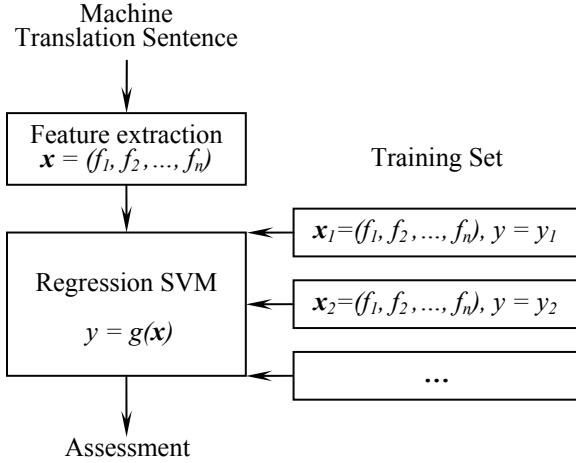 Machine
Translation Sentence
Feature extraction
x = (f₁, f₂ ,..., fₙ)
Training Set
x₁=(f₁, f₂ ,..., fₙ), y = y₁
Regression SVM
y = g(x)
x₂=(f₁, f₂ ,..., fₙ), y = y₂
...
Assessment